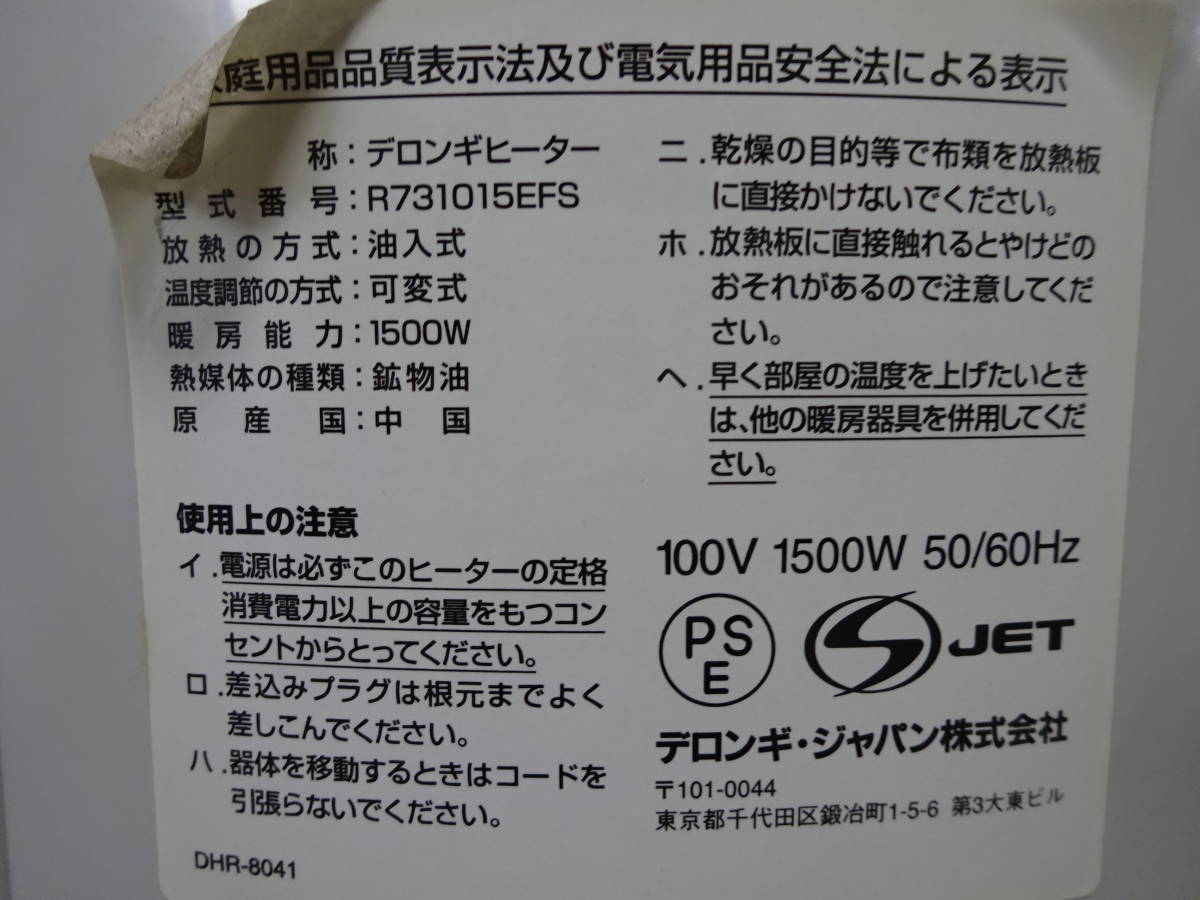 庭用品品質表示法及び電気用品安全法による表示
称：デロンギヒーター
型式番号：R731015EFS
放熱の方式：油入式
温度調節の方式：可変式
暖房能力：1500W
熱媒体の種類：鉱物油
原産国：中国
使用上の注意
イ．電源は必ずこのヒーターの定格
消費電力以上の容量をもつコン
セントからとってください。
ロ．差込みプラグは根元までよく
差しこんでください。
ハ．器体を移動するときはコードを
引張らないでください。
DHR-8041
ニ．乾燥の目的等で布類を放熱板
に直接かけないでください。
ホ．放熱板に直接触れるとやけどの
おそれがあるので注意してくだ
さい。
ヘ．早く部屋の温度を上げたいとき
は、他の暖房器具を併用してくだ
さい。
100V 1500W 50/60Hz
PS
E
JET
デロンギ・ジャパン株式会社
〒101-0044
東京都千代田区鍛冶町1-5-6 第3大東ビル